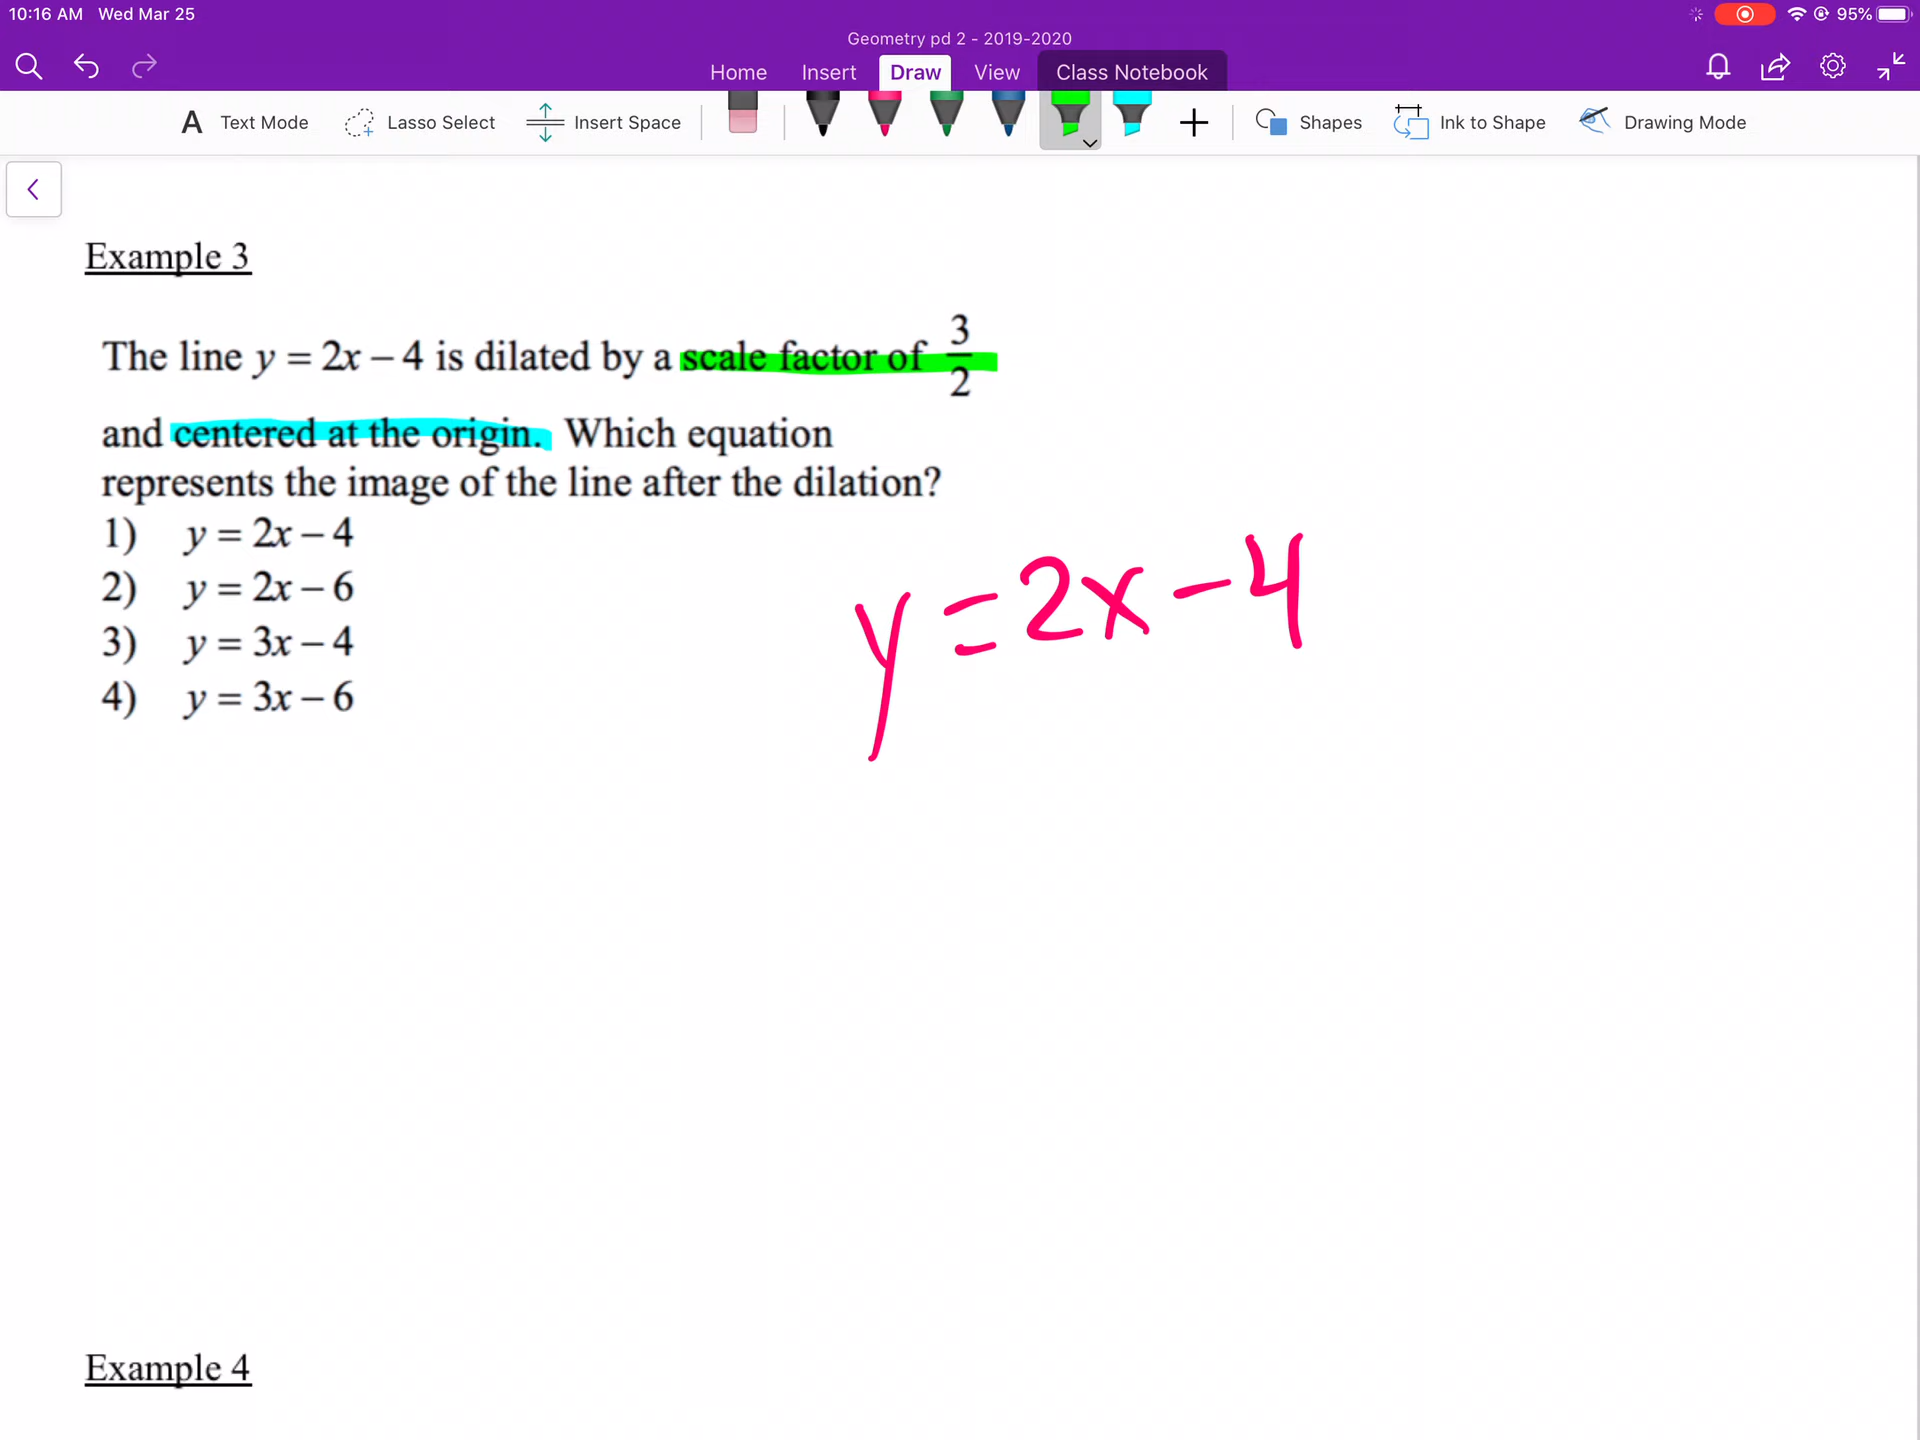 10:16 AM Wed Mar 25
95%
Geometry pd 2 - 2019-2020
Home Insert Draw View Class Notebook
A Text Mode Lasso Select Insert Space Shapes Ink to Shape Drawing Mode
Example 3
The line y = 2x – 4 is dilated by a scale factor of 3/2
and centered at the origin. Which equation
represents the image of the line after the dilation?
1) y = 2x – 4
2) y = 2x – 6
3) y = 3x – 4
4) y = 3x – 6
y = 2x – 4
Example 4